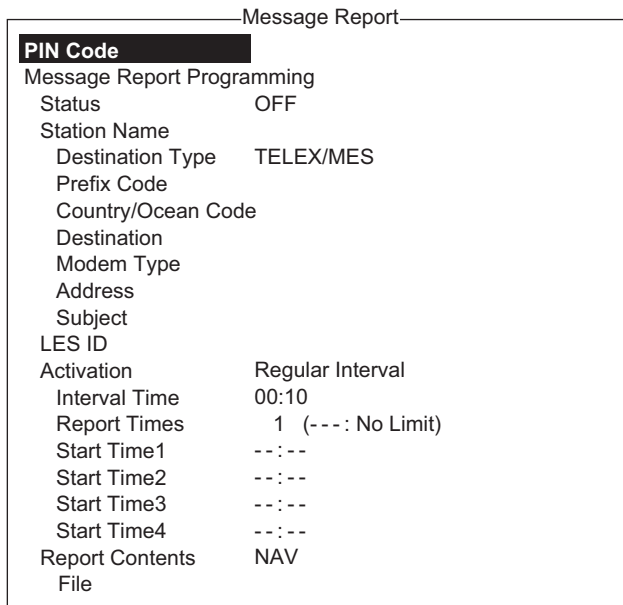 Message Report
PIN Code
Message Report Programming
Status OFF
Station Name
Destination Type TELEX/MES
Prefix Code
Country/Ocean Code
Destination
Modem Type
Address
Subject
LES ID
Activation Regular Interval
Interval Time 00:10
Report Times 1 (---: No Limit)
Start Time1 --:--
Start Time2 --:--
Start Time3 --:--
Start Time4 --:--
Report Contents NAV
File